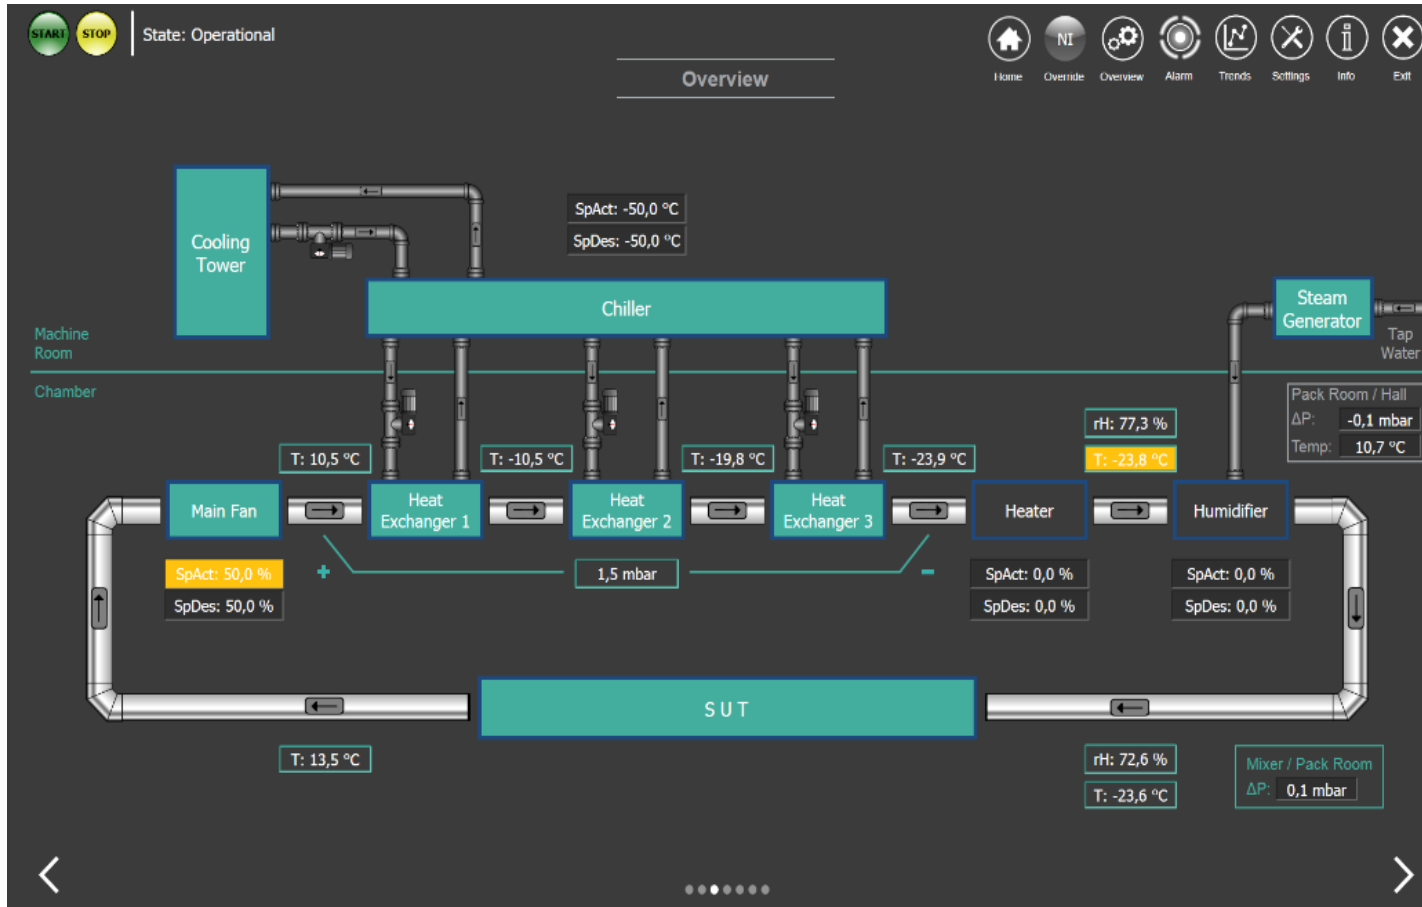 START STOP State: Operational
Overview
NI
Home Override Overview Alarm Trends Settings Info Exit
Cooling
Tower
SpAct: -50,0 °C
SpDes: -50,0 °C
Chiller
Steam
Generator
Tap
Water
Machine
Room
Chamber
Pack Room / Hall
ΔP: -0,1 mbar
Temp: 10,7 °C
rH: 77,3 %
T: 10,5 °C T: -10,5 °C T: -19,8 °C T: -23,9 °C T: -23,8 °C
Main Fan
Heat
Exchanger 1
Heat
Exchanger 2
Heat
Exchanger 3
Heater
Humidifier
SpAct: 50,0 %
SpDes: 50,0 %
+ 1,5 mbar -
SpAct: 0,0 %
SpDes: 0,0 %
SpAct: 0,0 %
SpDes: 0,0 %
S U T
T: 13,5 °C
rH: 72,6 %
T: -23,6 °C
Mixer / Pack Room
ΔP: 0,1 mbar